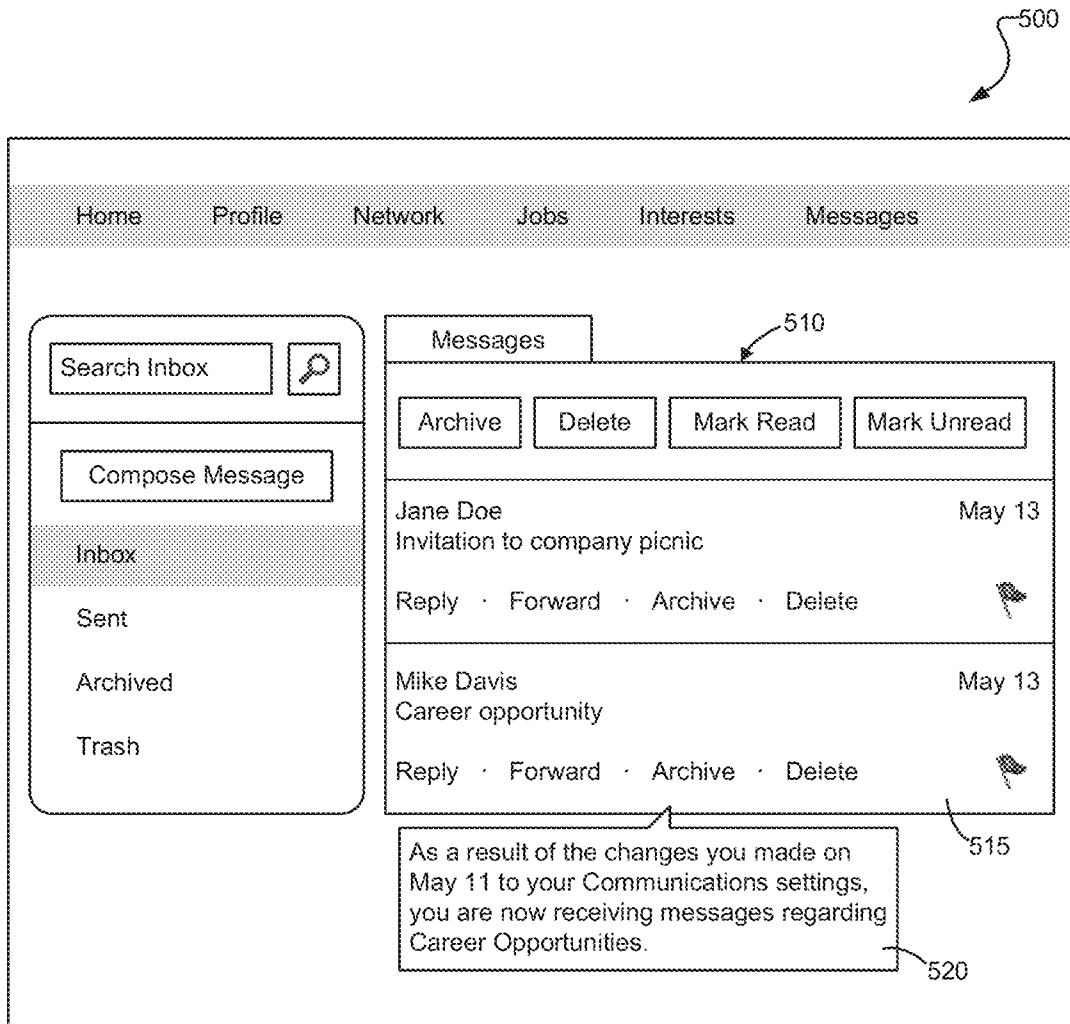 500
Home Profile Network Jobs Interests Messages
Search Inbox
Compose Message
Inbox
Sent
Archived
Trash
Messages
510
Archive Delete Mark Read Mark Unread
Jane Doe May 13
Invitation to company picnic
Reply · Forward · Archive · Delete
Mike Davis May 13
Career opportunity
Reply · Forward · Archive · Delete
515
As a result of the changes you made on
May 11 to your Communications settings,
you are now receiving messages regarding
Career Opportunities.
520